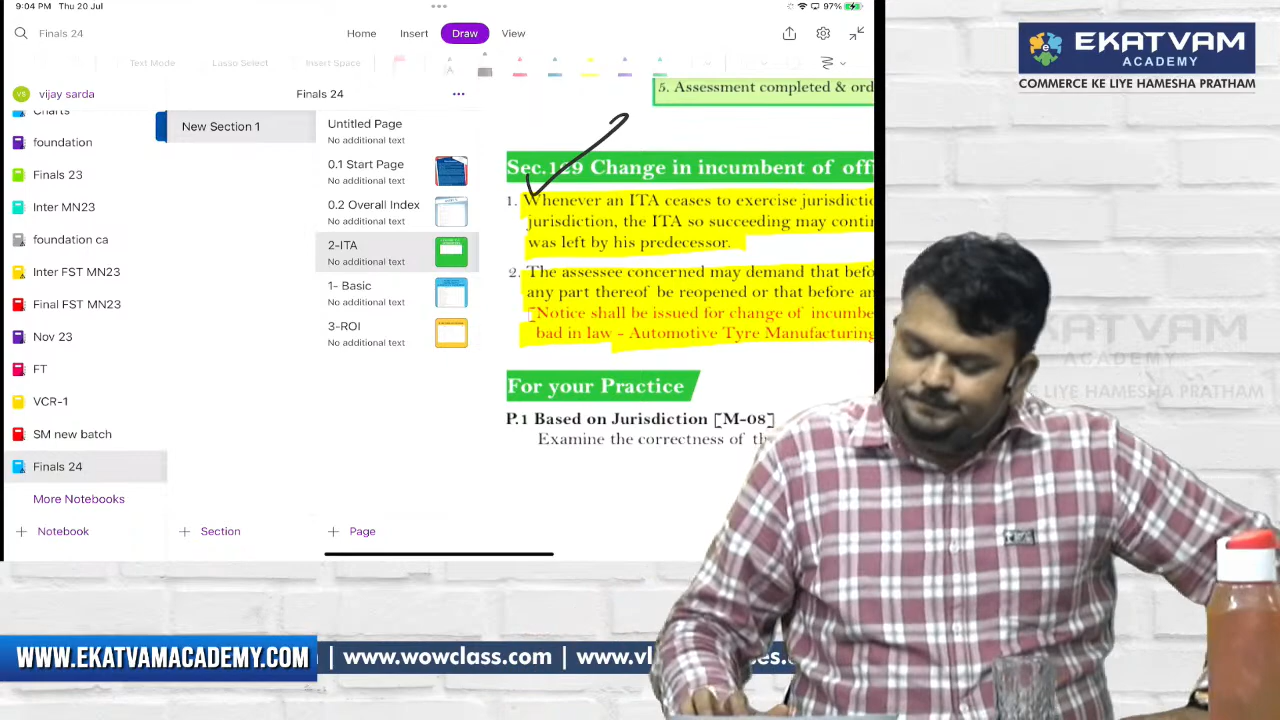 9:04 PM Thu 20 Jul
97%
Finals 24
Home Insert Draw View
Text Mode Lasso Select Insert Space
VS vijay sarda
Finals 24
Charts
foundation
Finals 23
Inter MN23
foundation ca
Inter FST MN23
Final FST MN23
Nov 23
FT
VCR-1
SM new batch
Finals 24
More Notebooks
+ Notebook
New Section 1
+ Section
Untitled Page
No additional text
0.1 Start Page
No additional text
0.2 Overall Index
No additional text
2-ITA
No additional text
1- Basic
No additional text
3-ROI
No additional text
+ Page
5. Assessment completed & ord
Sec.129 Change in incumbent of offi
1. Whenever an ITA ceases to exercise jurisdictio
jurisdiction, the ITA so succeeding may contin
was left by his predecessor.
2. The assessee concerned may demand that befo
any part thereof be reopened or that before an
[Notice shall be issued for change of incumbe
bad in law - Automotive Tyre Manufacturing
For your Practice
P.1 Based on Jurisdiction [M-08]
Examine the correctness of th
EKATVAM
ACADEMY
COMMERCE KE LIYE HAMESHA PRATHAM
EKATVAM
ACADEMY
KE LIYE HAMESHA PRATHAM
WWW.EKATVAMACADEMY.COM
| www.wowclass.com | www.vl